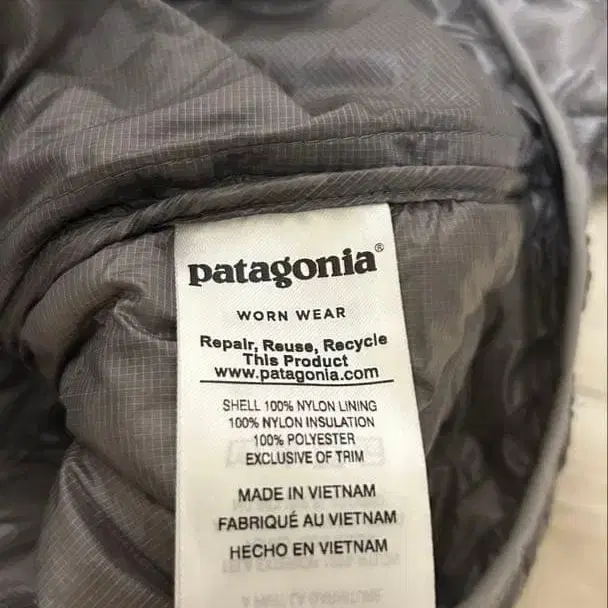 patagonia®
WORN WEAR
Repair, Reuse, Recycle
This Product
www.patagonia.com
SHELL 100% NYLON LINING
100% NYLON INSULATION
100% POLYESTER
EXCLUSIVE OF TRIM
MADE IN VIETNAM
FABRIQUÉ AU VIETNAM
HECHO EN VIETNAM